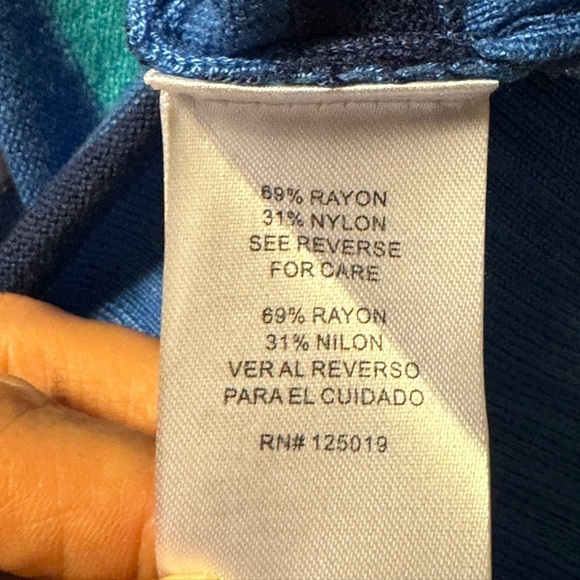 69% RAYON
31% NYLON
SEE REVERSE
FOR CARE
69% RAYON
31% NILON
VER AL REVERSO
PARA EL CUIDADO
RN# 125019